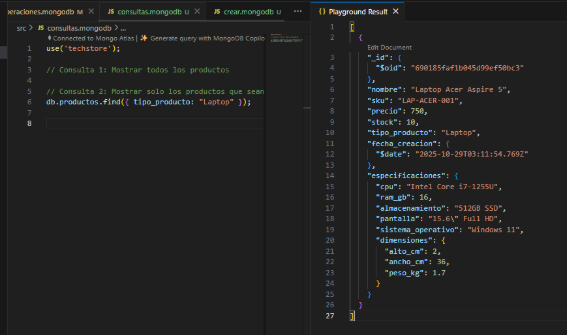 peraciones.mongodb M
consultas.mongodb U
crear.mongodb U
src > consultas.mongodb > ...
Connected to Mongo Atlas | Generate query with MongoDB Copilo
1 use('techstore');
2
3 // Consulta 1: Mostrar todos los productos
4
5 // Consulta 2: Mostrar solo los productos que sean
6 db.productos.find({ tipo_producto: "Laptop" });
7
8
Playground Result
1 [
2 {
Edit Document
3 "_id": {
4 "$oid": "690185faf1b045d99ef50bc3"
5 },
6 "nombre": "Laptop Acer Aspire 5",
7 "sku": "LAP-ACER-001",
8 "precio": 750,
9 "stock": 10,
10 "tipo_producto": "Laptop",
11 "fecha_creacion": {
12 "$date": "2025-10-29T03:11:54.769Z"
13 },
14 "especificaciones": {
15 "cpu": "Intel Core i7-1255U",
16 "ram_gb": 16,
17 "almacenamiento": "512GB SSD",
18 "pantalla": "15.6\" Full HD",
19 "sistema_operativo": "Windows 11",
20 "dimensiones": {
21 "alto_cm": 2,
22 "ancho_cm": 36,
23 "peso_kg": 1.7
24 }
25 }
26 }
27 ]